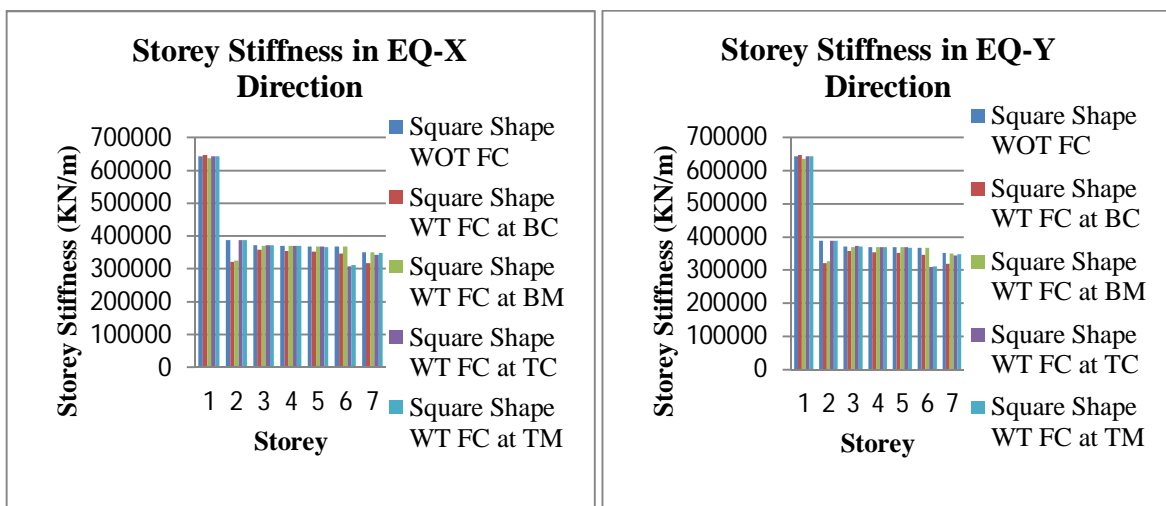 Storey Stiffness in EQ-X
Direction
Storey Stiffness (KN/m)
700000
600000
500000
400000
300000
200000
100000
0
1 2 3 4 5 6 7
Storey
Square Shape
WOT FC
Square Shape
WT FC at BC
Square Shape
WT FC at BM
Square Shape
WT FC at TC
Square Shape
WT FC at TM
Storey Stiffness in EQ-Y
Direction
Storey Stiffness (KN/m)
700000
600000
500000
400000
300000
200000
100000
0
1 2 3 4 5 6 7
Storey
Square Shape
WOT FC
Square Shape
WT FC at BC
Square Shape
WT FC at BM
Square Shape
WT FC at TC
Square Shape
WT FC at TM